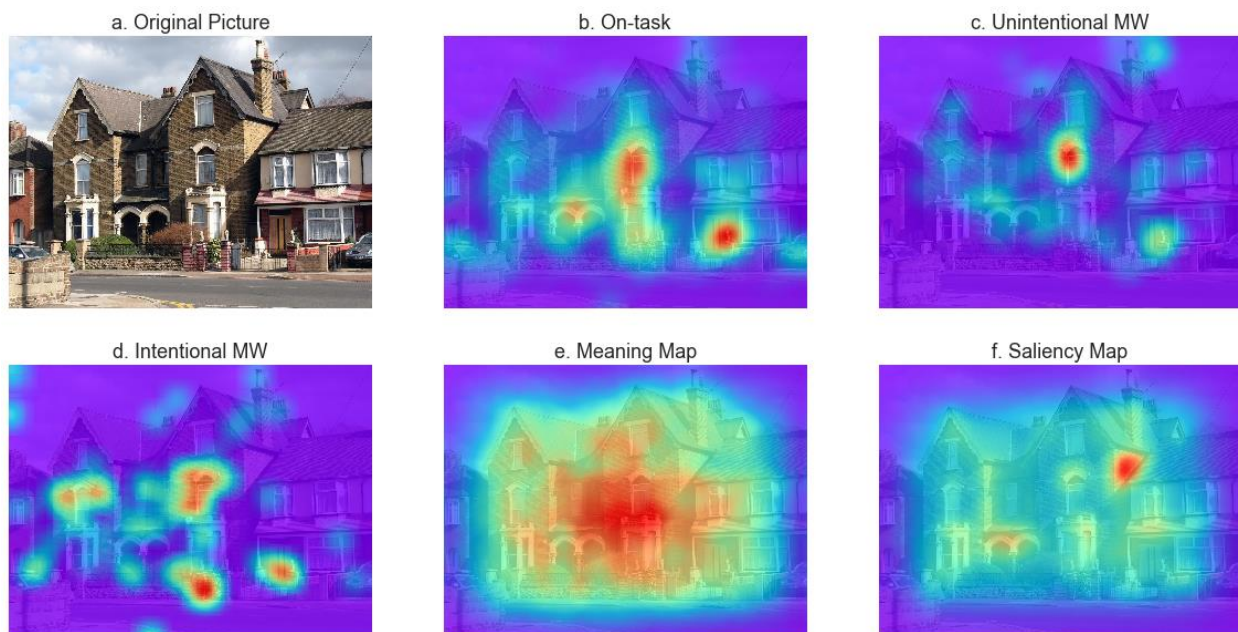 a. Original Picture
b. On-task
c. Unintentional MW
d. Intentional MW
e. Meaning Map
f. Saliency Map